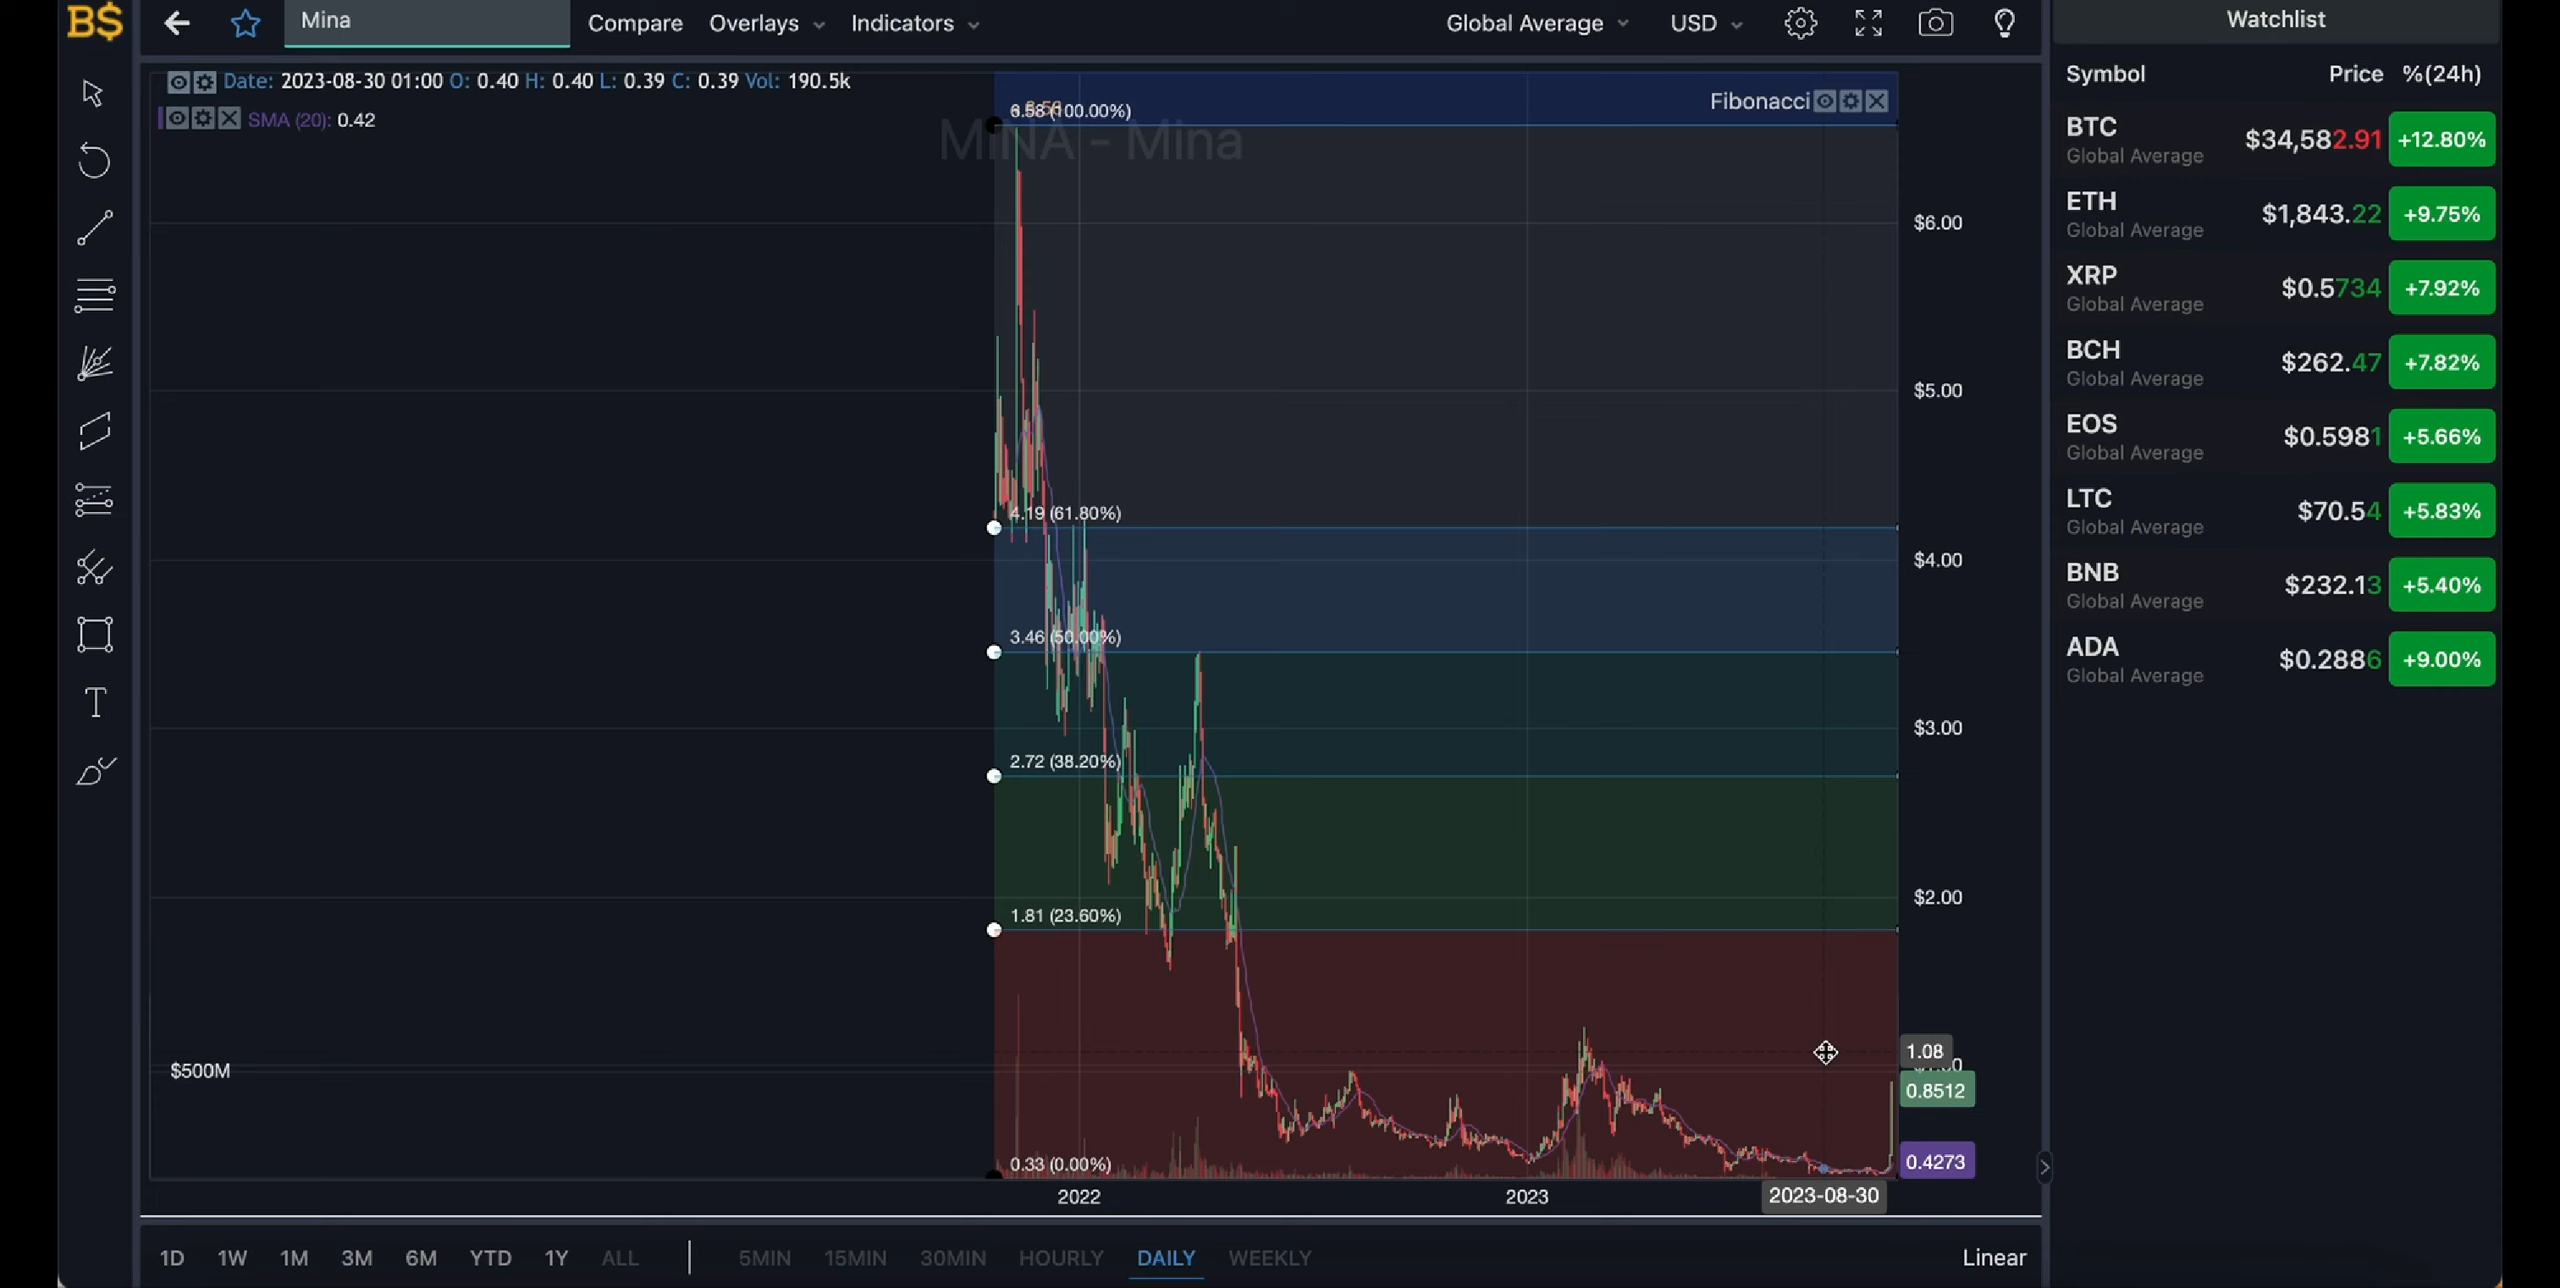 B$
Mina
Compare
Overlays
Indicators
Global Average
USD
Date: 2023-08-30 01:00 O: 0.40 H: 0.40 L: 0.39 C: 0.39 Vol: 190.5k
SMA (20): 0.42
6.58 (100.00%)
Fibonacci
MINA - Mina
$6.00
$5.00
4.19 (61.80%)
$4.00
3.46 (50.00%)
$3.00
2.72 (38.20%)
$2.00
1.81 (23.60%)
1.08
$500M
0.8512
0.33 (0.00%)
0.4273
2022
2023
2023-08-30
1D 1W 1M 3M 6M YTD 1Y ALL
5MIN 15MIN 30MIN HOURLY DAILY WEEKLY
Linear
Watchlist
Symbol Price %(24h)
BTC $34,582.91 +12.80%
Global Average
ETH $1,843.22 +9.75%
Global Average
XRP $0.5734 +7.92%
Global Average
BCH $262.47 +7.82%
Global Average
EOS $0.5981 +5.66%
Global Average
LTC $70.54 +5.83%
Global Average
BNB $232.13 +5.40%
Global Average
ADA $0.2886 +9.00%
Global Average